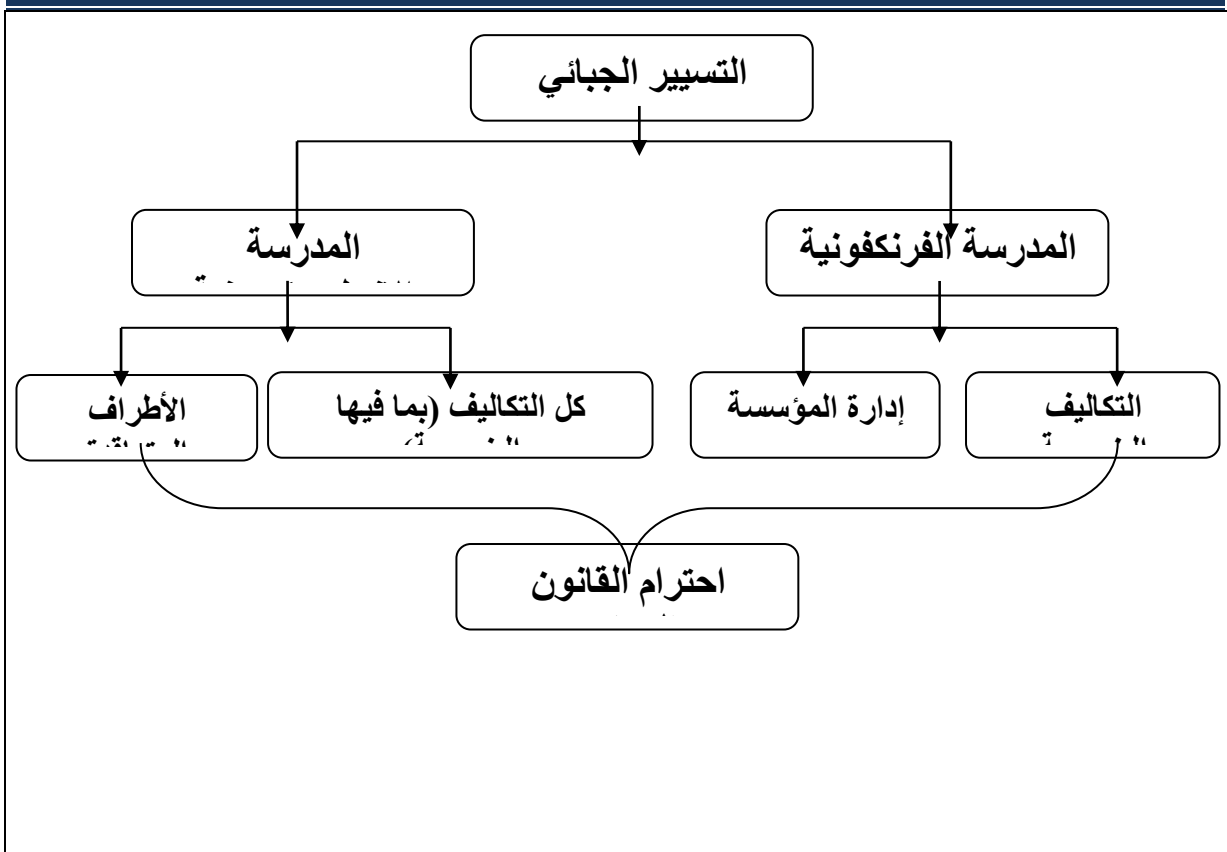 التسيير الجبائي
المدرسة الفرنكفونية
المدرسة
التكاليف
إدارة المؤسسة
كل التكاليف (بما فيها
الأطراف
احترام القانون